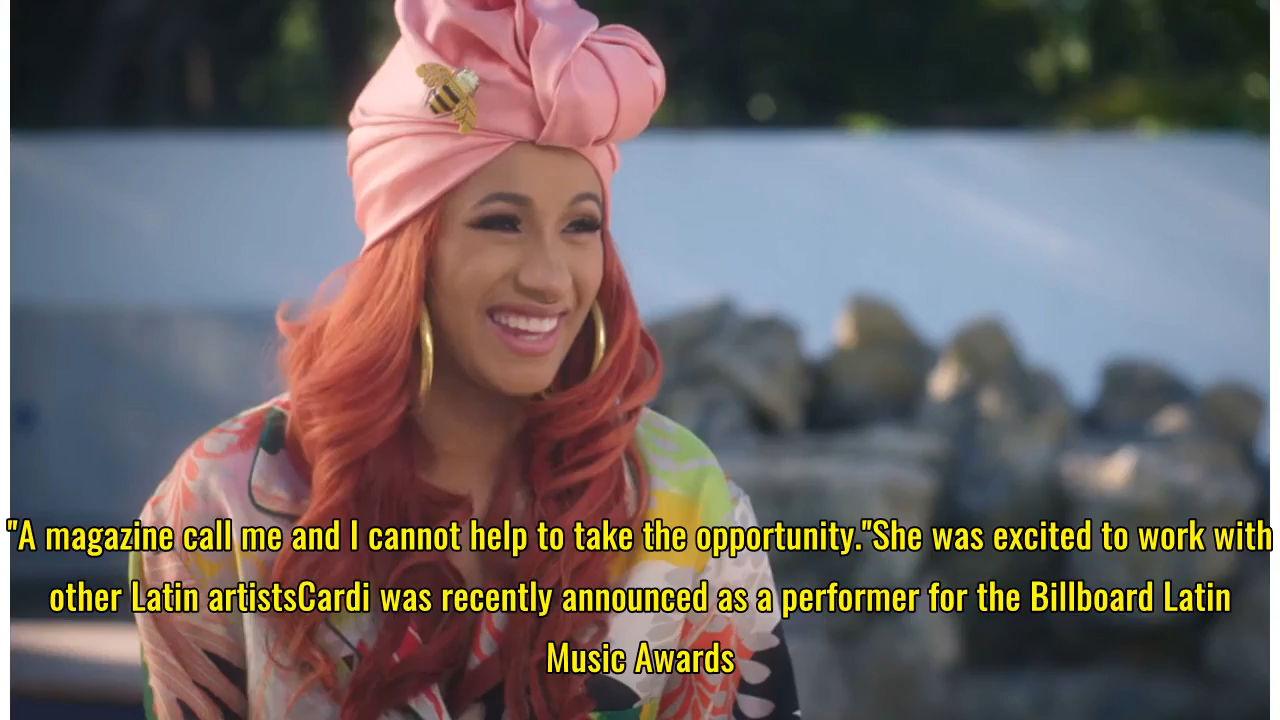 "A magazine call me and I cannot help to take the opportunity."She was excited to work with
other Latin artistsCardi was recently announced as a performer for the Billboard Latin
Music Awards